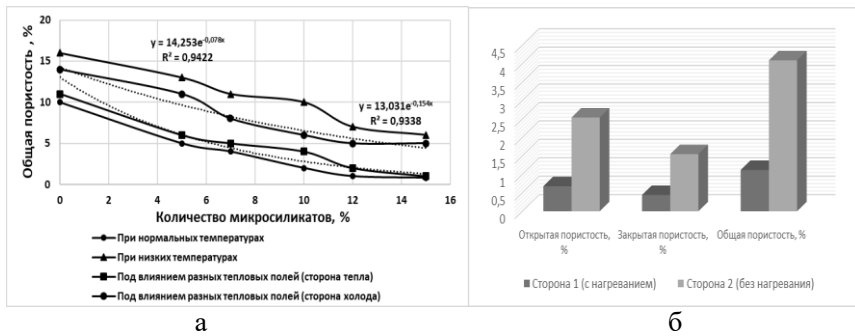 20
15
10
5
0
Общая пористость , %
y = 14,253e^-0,078x
R² = 0,9422
y = 13,031e^-0,154x
R² = 0,9338
0 2 4 6 8 10 12 14 16
Количество микросиликатов, %
При нормальных температурах
При низких температурах
Под влиянием разных тепловых полей (сторона тепла)
Под влиянием разных тепловых полей (сторона холода)
а
4,5
4
3,5
3
2,5
2
1,5
1
0,5
0
Открытая пористость, Закрытая пористость, Общая пористость, %
% %
Сторона 1 (с нагреванием) Сторона 2 (без нагревания)
б